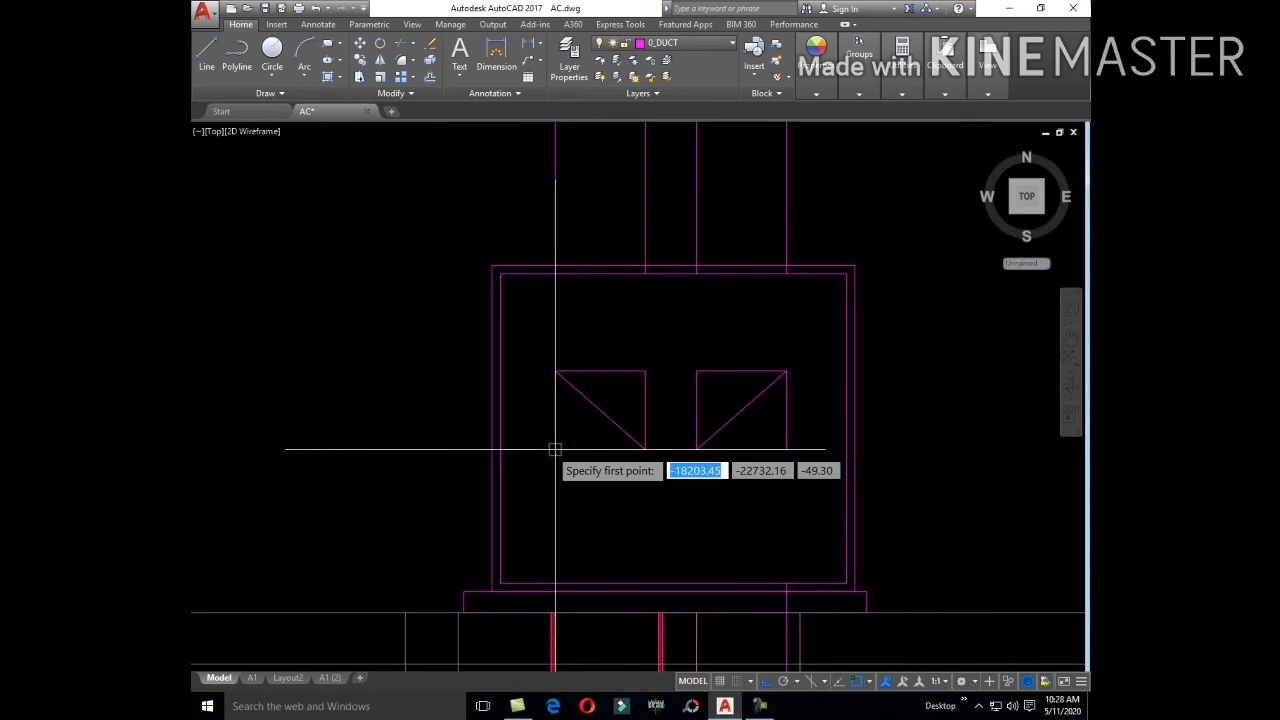 Autodesk AutoCAD 2017 AC.dwg
Type a keyword or phrase
Sign In
Home Insert Annotate Parametric View Manage Output Add-ins A360 Express Tools Featured Apps BIM 360 Performance
Made with KINEMASTER
Line Polyline Circle Arc
Text Dimension
Layer Properties
0_DUCT
Insert
Groups
Draw Modify Annotation Layers Block
Start AC*
[−][Top][2D Wireframe]
N
W TOP E
S
Unnamed
Specify first point: -18203.45 -22732.16 -49.30
Model A1 Layout2 A1 (2)
MODEL 1:1
Search the web and Windows
Desktop
10:28 AM
5/11/2020